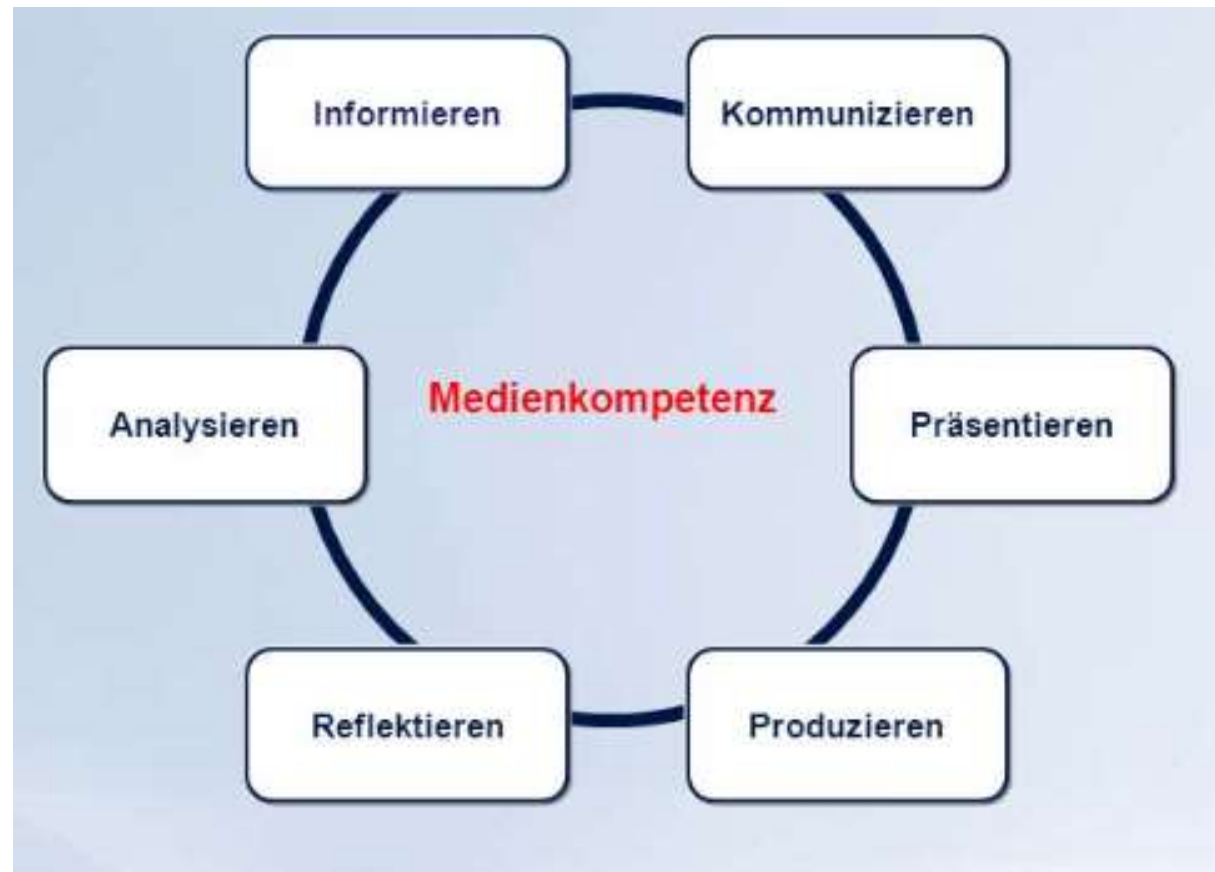 Informieren
Kommunizieren
Analysieren
Medienkompetenz
Präsentieren
Reflektieren
Produzieren